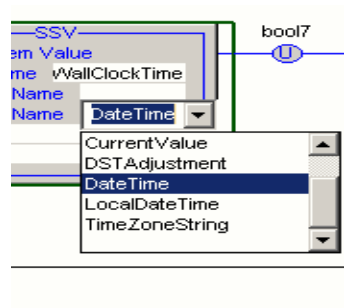 SSV
bool7
em Value
U
me WallClockTime
Name
Name DateTime
CurrentValue
DSTAdjustment
DateTime
LocalDateTime
TimeZoneString